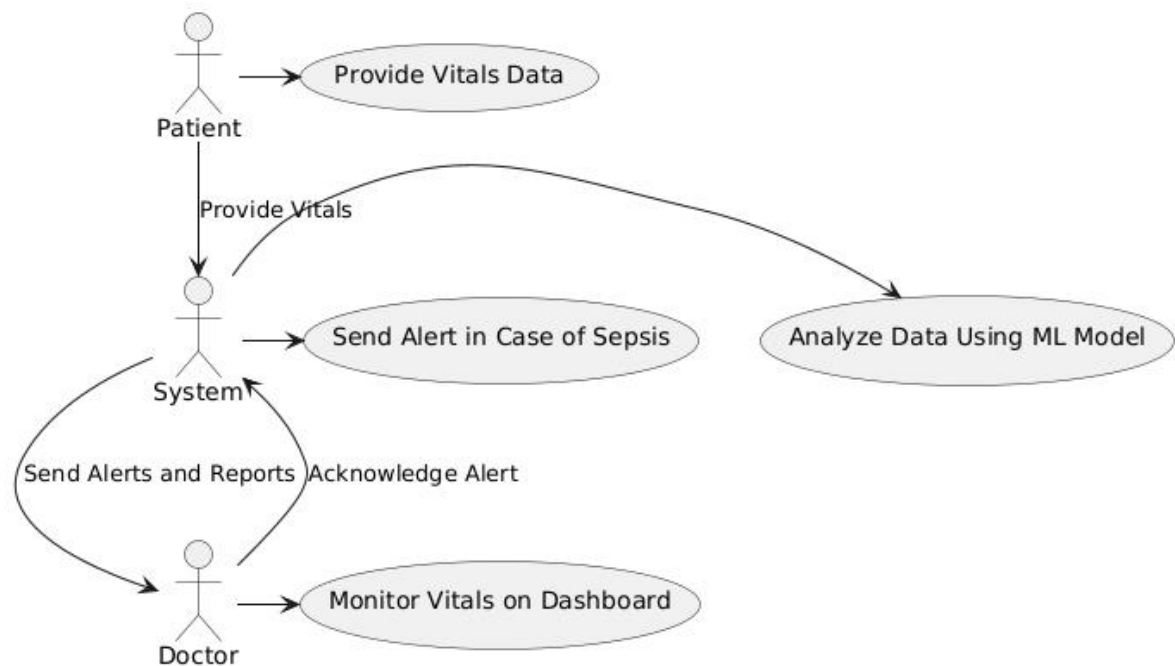 Provide Vitals Data
Patient
Provide Vitals
Send Alert in Case of Sepsis
Analyze Data Using ML Model
System
Send Alerts and Reports
Acknowledge Alert
Monitor Vitals on Dashboard
Doctor